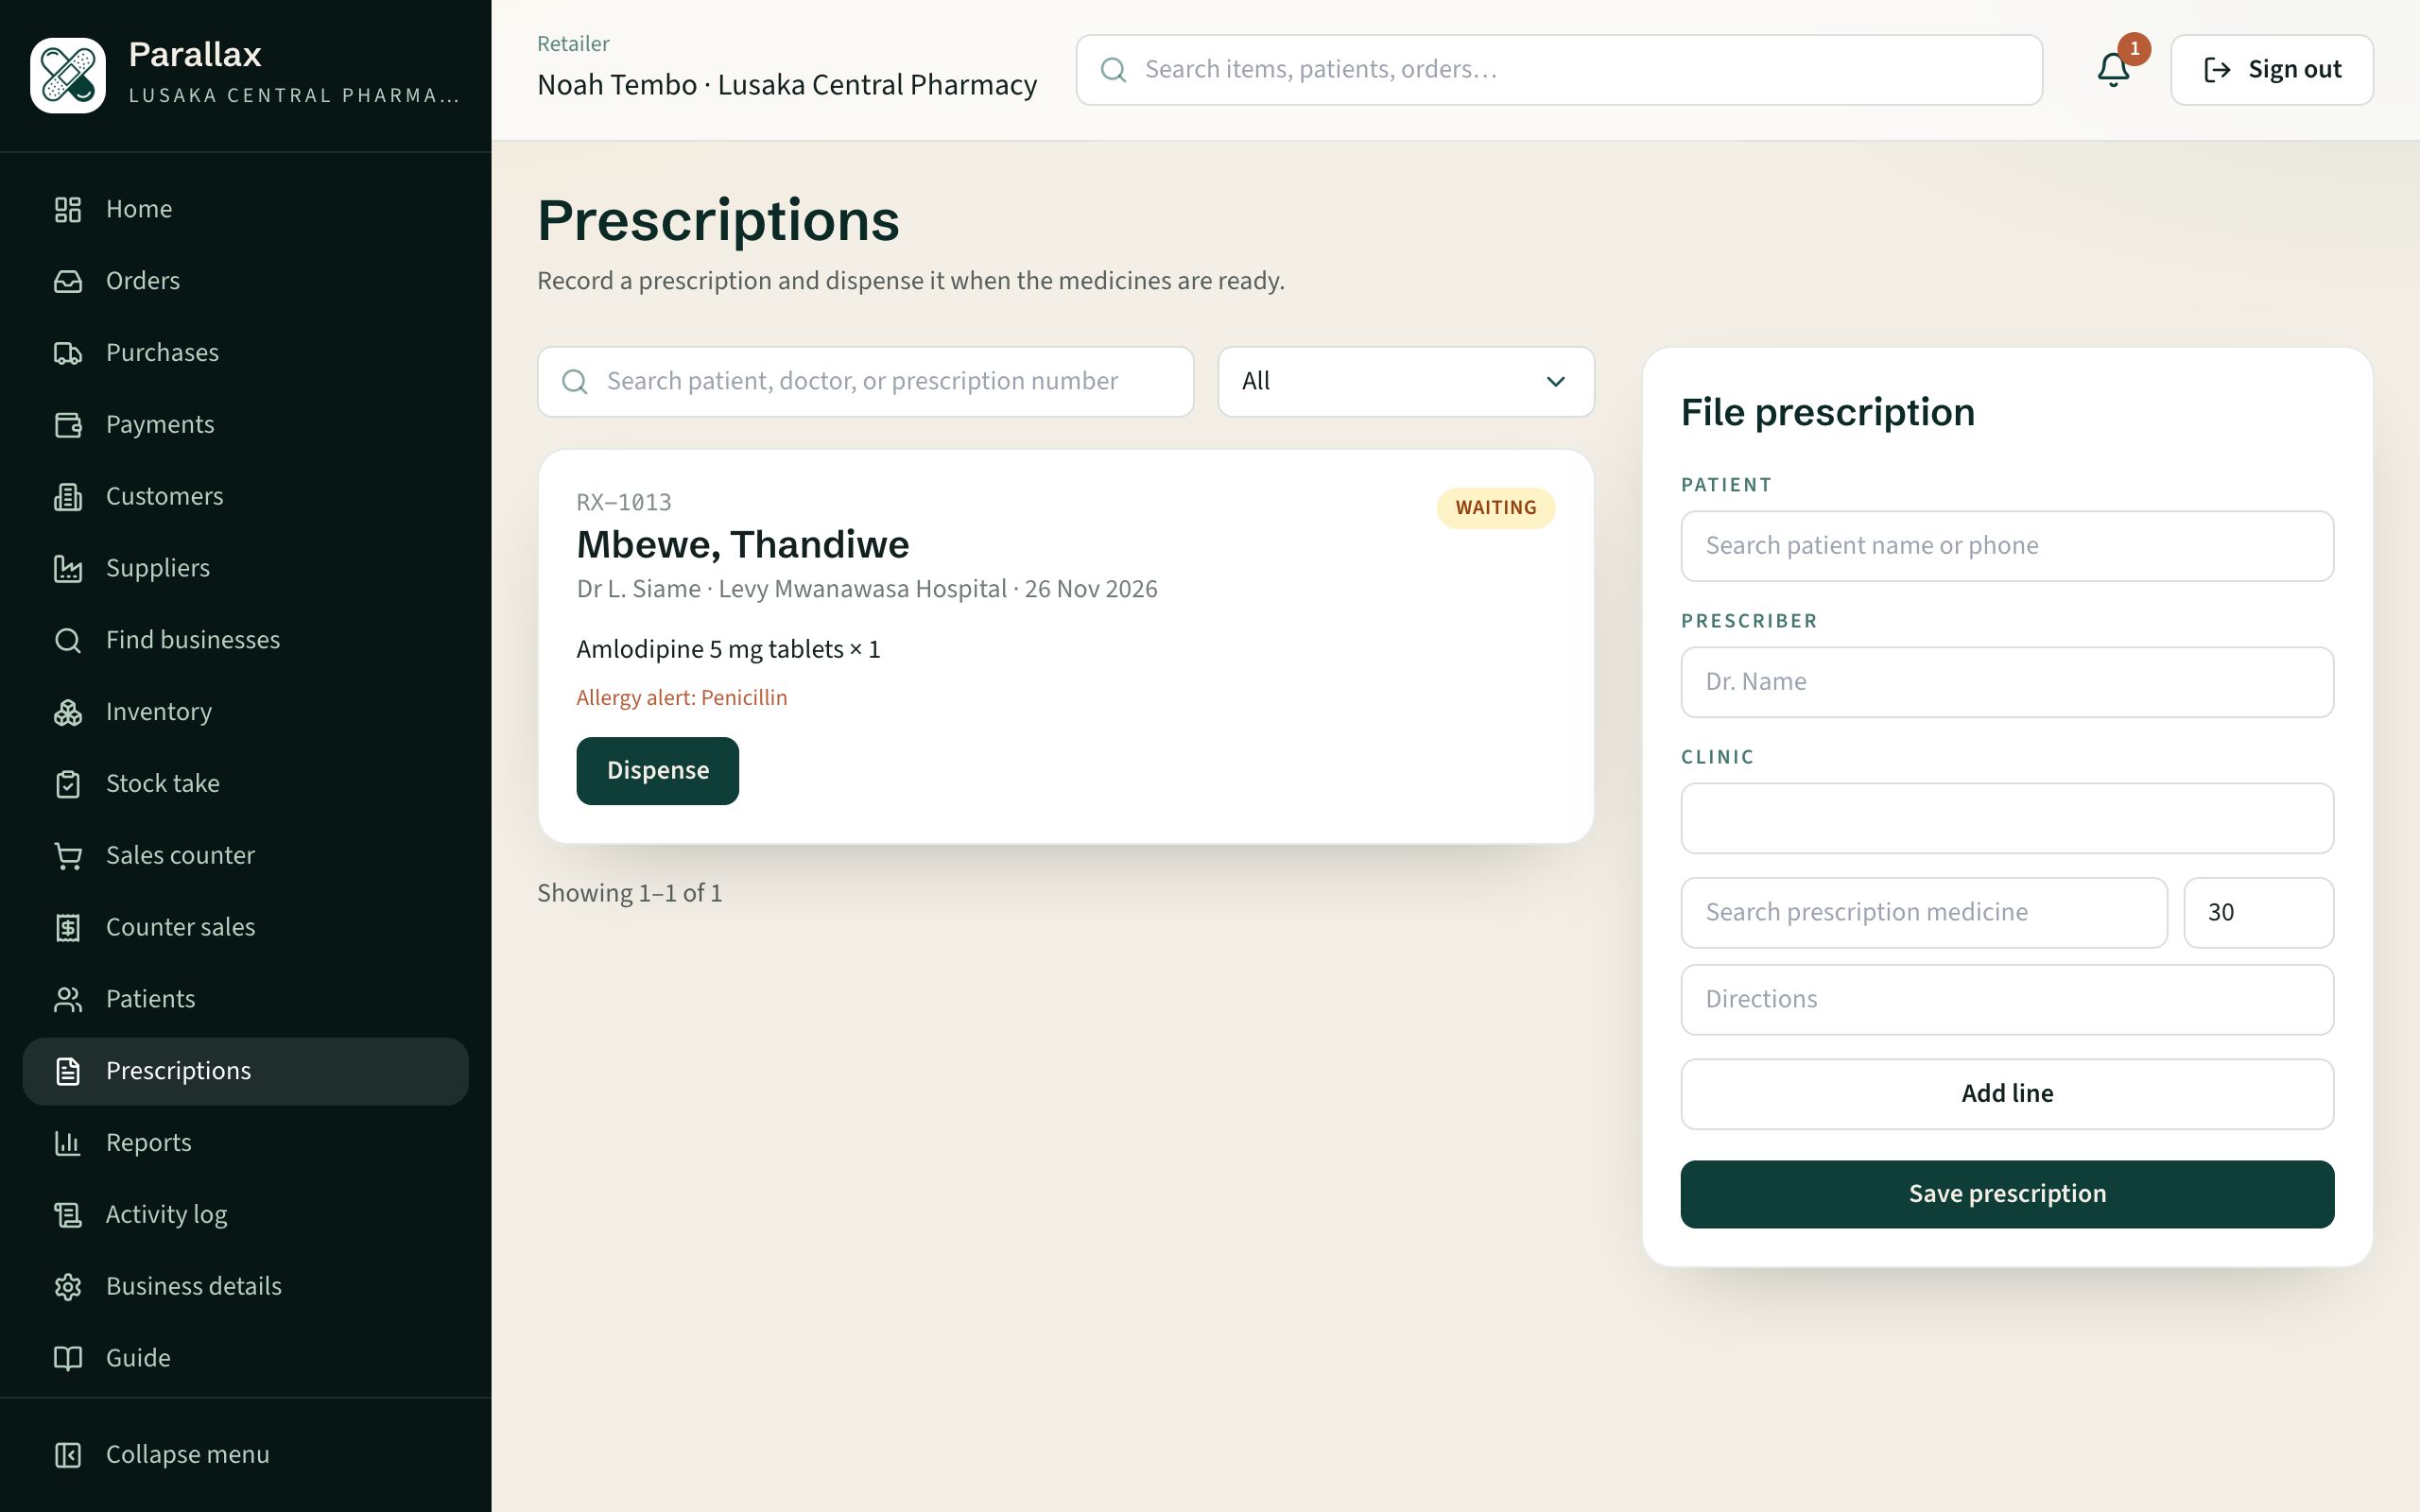 Parallax
LUSAKA CENTRAL PHARMA...
Home
Orders
Purchases
Payments
Customers
Suppliers
Find businesses
Inventory
Stock take
Sales counter
Counter sales
Patients
Prescriptions
Reports
Activity log
Business details
Guide
Collapse menu
Retailer
Noah Tembo · Lusaka Central Pharmacy
Search items, patients, orders…
1
Sign out
Prescriptions
Record a prescription and dispense it when the medicines are ready.
Search patient, doctor, or prescription number
All
RX-1013
WAITING
Mbewe, Thandiwe
Dr L. Siame · Levy Mwanawasa Hospital · 26 Nov 2026
Amlodipine 5 mg tablets × 1
Allergy alert: Penicillin
Dispense
Showing 1–1 of 1
File prescription
PATIENT
Search patient name or phone
PRESCRIBER
Dr. Name
CLINIC
Search prescription medicine
30
Directions
Add line
Save prescription